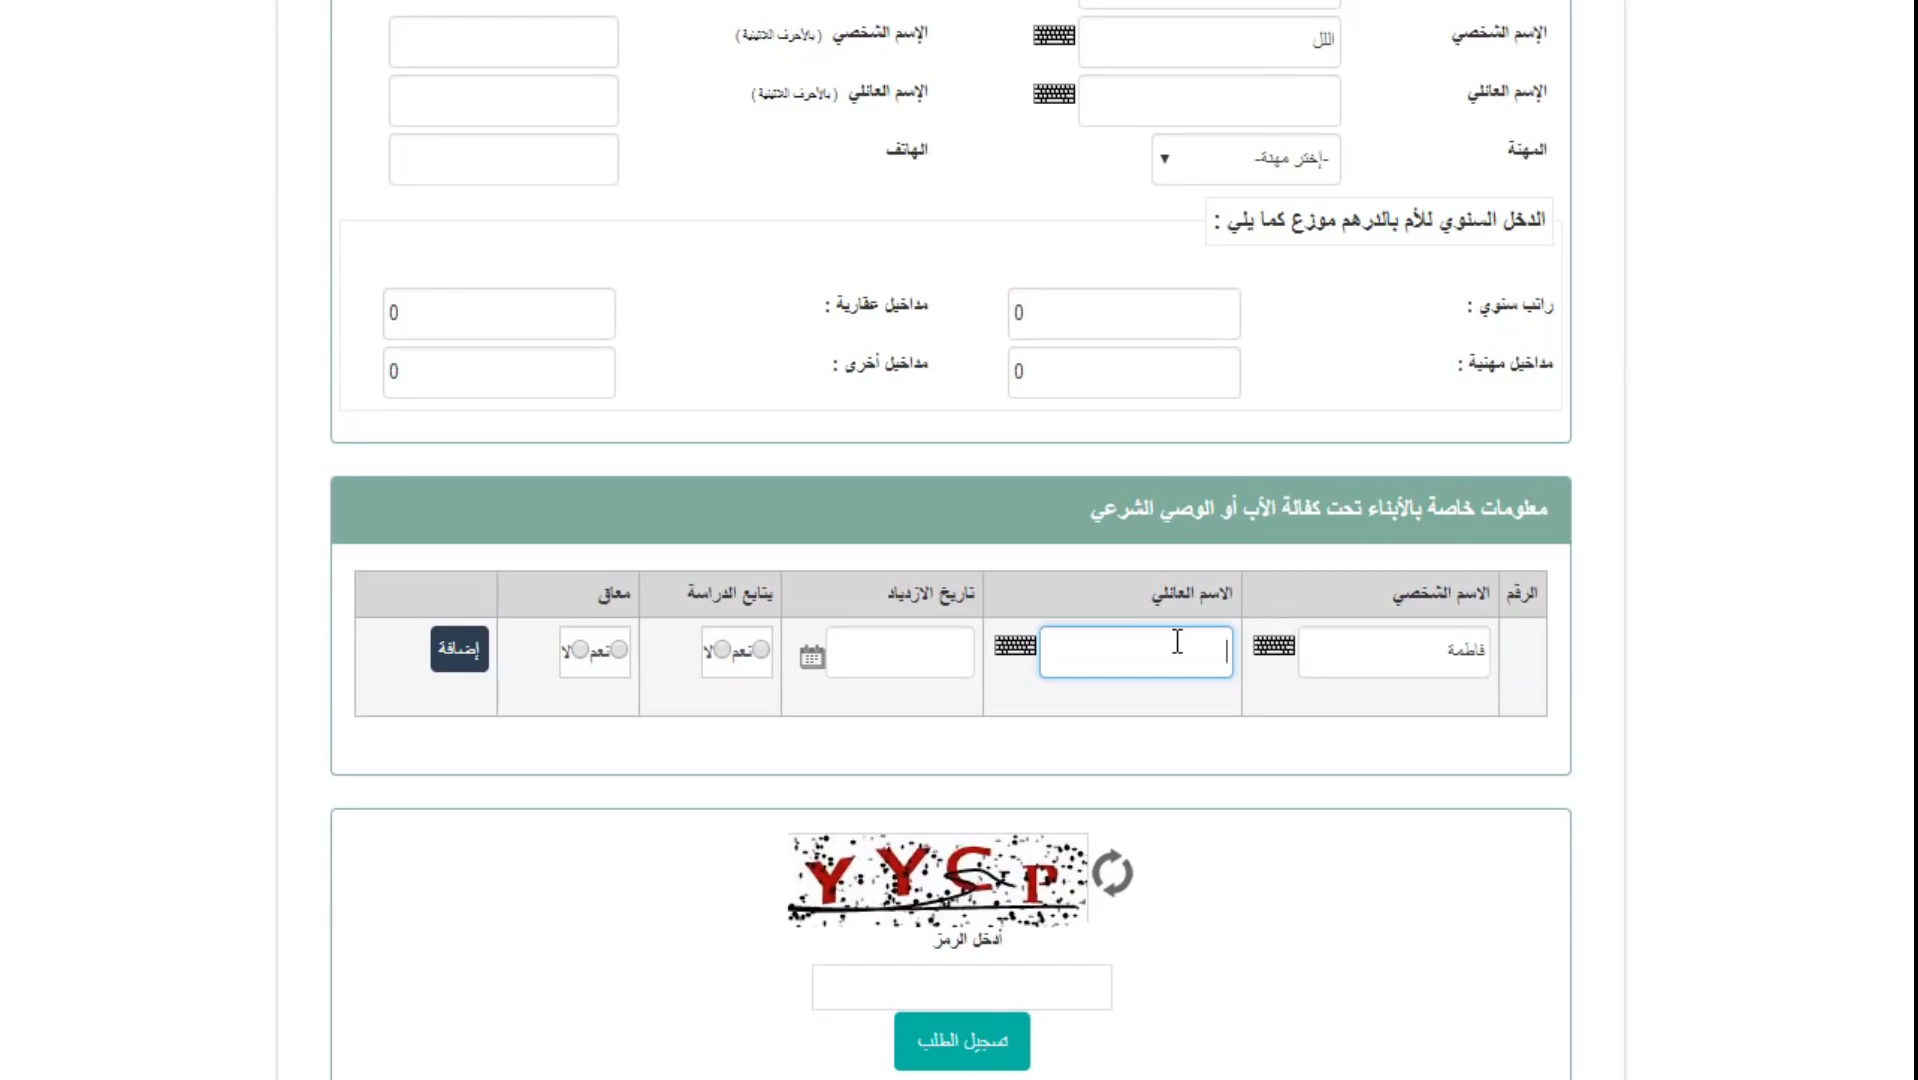 الإسم الشخصي الل الإسم الشخصي (بالأحرف اللاتينية)
الإسم العائلي الإسم العائلي (بالأحرف اللاتينية)
المهنة -إختر مهنة- الهاتف
الدخل السنوي للأم بالدرهم موزع كما يلي :
راتب سنوي : 0 مداخيل عقارية : 0
مداخيل مهنية : 0 مداخيل أخرى : 0
معلومات خاصة بالأبناء تحت كفالة الأب أو الوصي الشرعي
الرقم الاسم الشخصي الاسم العائلي تاريخ الازدياد يتابع الدراسة معاق
فاطمة نعم لا نعم لا إضافة
YYCP
أدخل الرمز
تسجيل الطلب